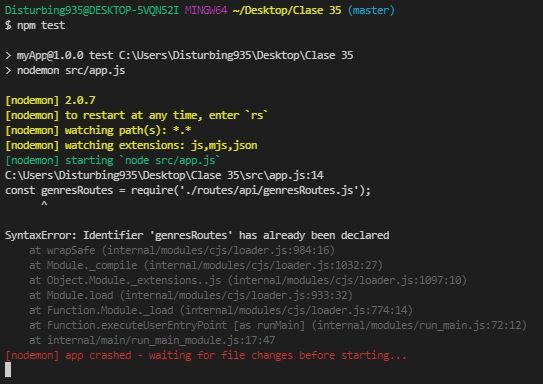 Disturbing935@DESKTOP-5VQN52I MINGW64 ~/Desktop/Clase 35 (master)
$ npm test
> myApp@1.0.0 test C:\Users\Disturbing935\Desktop\Clase 35
> nodemon src/app.js
[nodemon] 2.0.7
[nodemon] to restart at any time, enter `rs`
[nodemon] watching path(s): *.*
[nodemon] watching extensions: js,mjs,json
[nodemon] starting `node src/app.js`
C:\Users\Disturbing935\Desktop\Clase 35\src\app.js:14
const genresRoutes = require('./routes/api/genresRoutes.js');
^
SyntaxError: Identifier 'genresRoutes' has already been declared
at wrapSafe (internal/modules/cjs/loader.js:984:16)
at Module._compile (internal/modules/cjs/loader.js:1032:27)
at Object.Module._extensions..js (internal/modules/cjs/loader.js:1097:10)
at Module.load (internal/modules/cjs/loader.js:933:32)
at Function.Module._load (internal/modules/cjs/loader.js:774:14)
at Function.executeUserEntryPoint [as runMain] (internal/modules/run_main.js:72:12)
at internal/main/run_main_module.js:17:47
[nodemon] app crashed - waiting for file changes before starting...